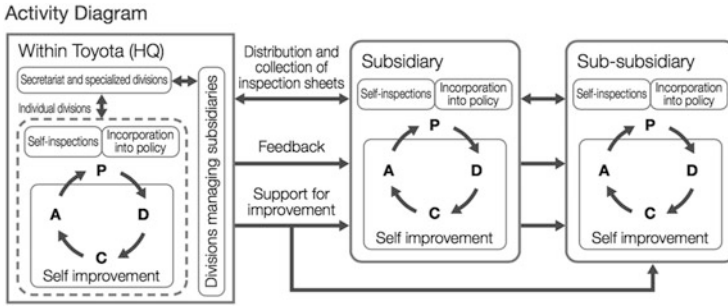 Activity Diagram
Within Toyota (HQ)
Secretariat and specialized divisions
Individual divisions
Self-inspections
Incorporation
into policy
P
A
D
C
Self improvement
Divisions managing subsidiaries
Distribution and
collection of
inspection sheets
Feedback
Support for
improvement
Subsidiary
Self-inspections
Incorporation
into policy
P
A
D
C
Self improvement
Sub-subsidiary
Self-inspections
Incorporation
into policy
P
A
D
C
Self improvement